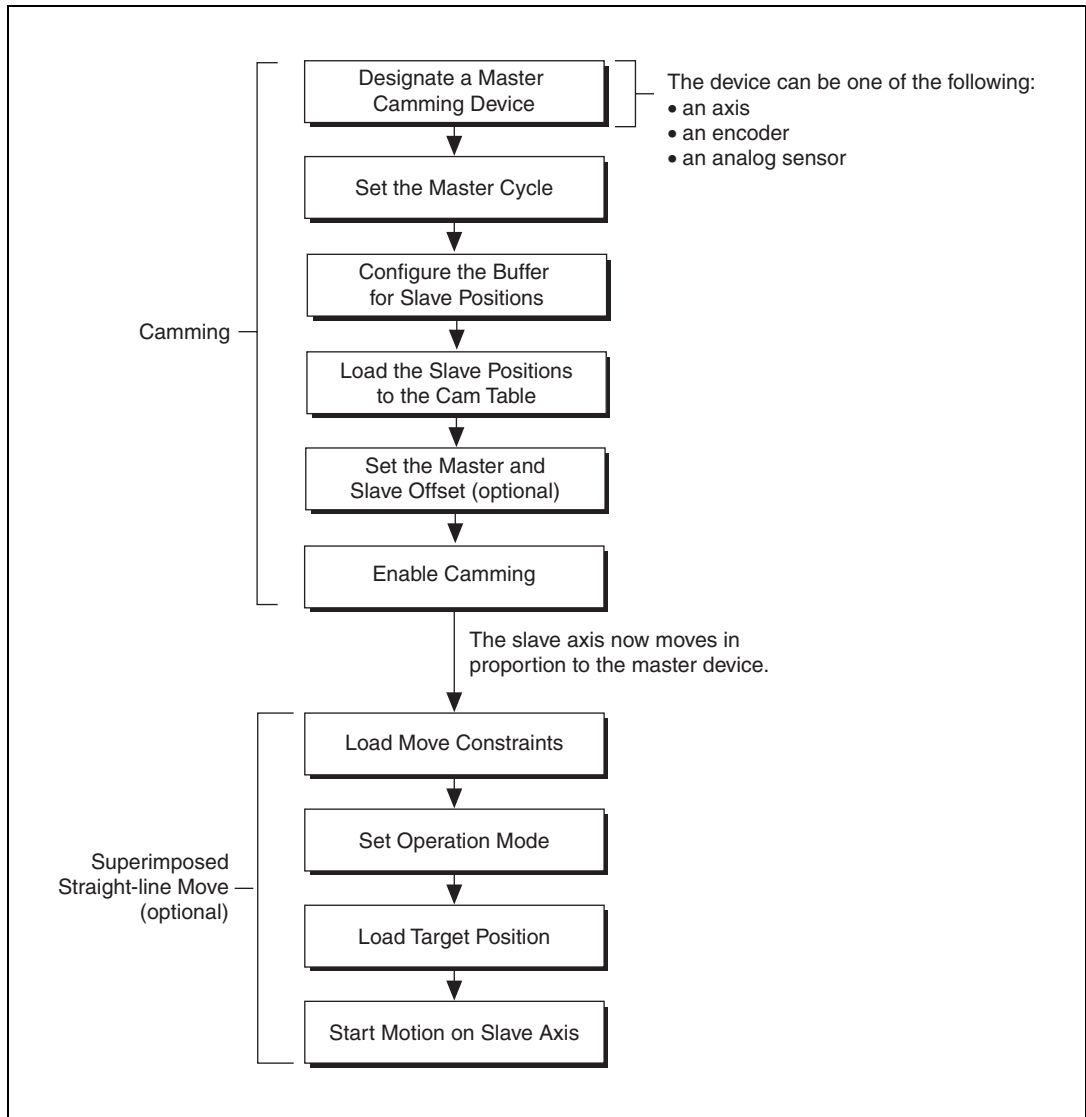 Designate a Master
Camming Device
The device can be one of the following:
• an axis
• an encoder
• an analog sensor
Set the Master Cycle
Configure the Buffer
for Slave Positions
Camming
Load the Slave Positions
to the Cam Table
Set the Master and
Slave Offset (optional)
Enable Camming
The slave axis now moves in
proportion to the master device.
Load Move Constraints
Set Operation Mode
Superimposed
Straight-line Move
(optional)
Load Target Position
Start Motion on Slave Axis